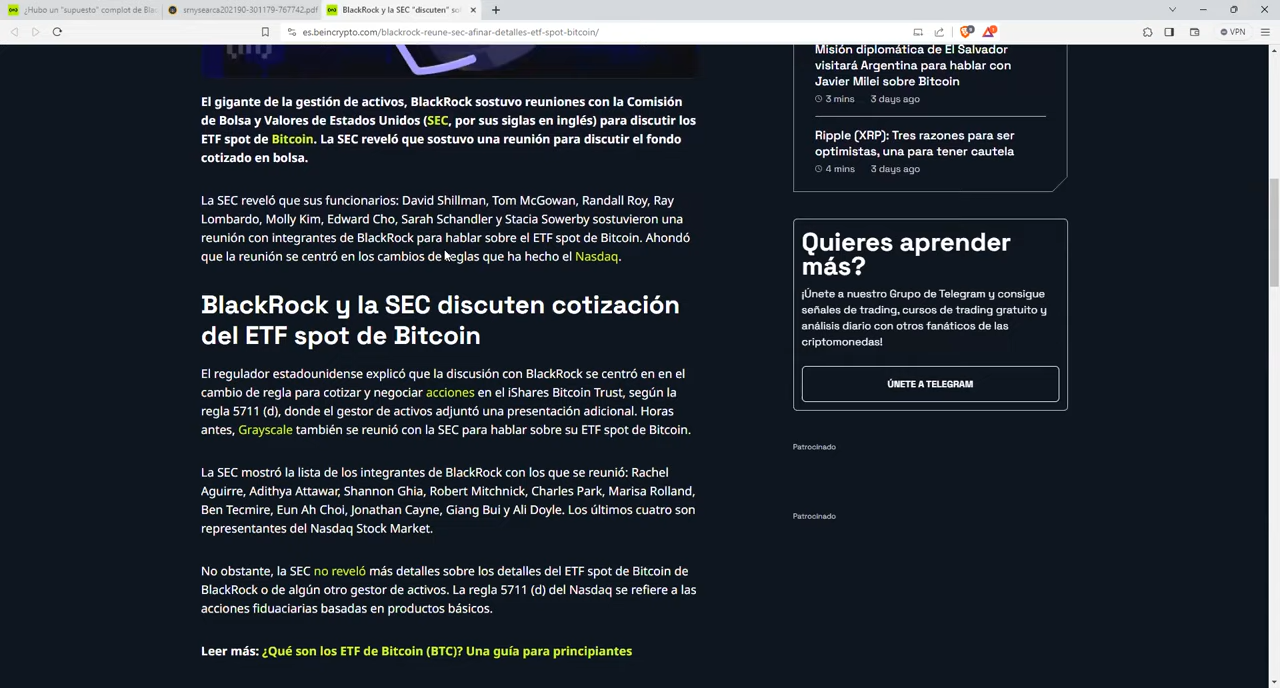 ¿Hubo un "supuesto" complot de Blac
srnysearca202190-301179-767742.pdf
BlackRock y la SEC "discuten" so
es.beincrypto.com/blackrock-reune-sec-afinar-detalles-etf-spot-bitcoin/
VPN
El gigante de la gestión de activos, BlackRock sostuvo reuniones con la Comisión
de Bolsa y Valores de Estados Unidos (SEC, por sus siglas en inglés) para discutir los
ETF spot de Bitcoin. La SEC reveló que sostuvo una reunión para discutir el fondo
cotizado en bolsa.
La SEC reveló que sus funcionarios: David Shillman, Tom McGowan, Randall Roy, Ray
Lombardo, Molly Kim, Edward Cho, Sarah Schandler y Stacia Sowerby sostuvieron una
reunión con integrantes de BlackRock para hablar sobre el ETF spot de Bitcoin. Ahondó
que la reunión se centró en los cambios de reglas que ha hecho el Nasdaq.
BlackRock y la SEC discuten cotización
del ETF spot de Bitcoin
El regulador estadounidense explicó que la discusión con BlackRock se centró en en el
cambio de regla para cotizar y negociar acciones en el iShares Bitcoin Trust, según la
regla 5711 (d), donde el gestor de activos adjuntó una presentación adicional. Horas
antes, Grayscale también se reunió con la SEC para hablar sobre su ETF spot de Bitcoin.
La SEC mostró la lista de los integrantes de BlackRock con los que se reunió: Rachel
Aguirre, Adithya Attawar, Shannon Ghia, Robert Mitchnick, Charles Park, Marisa Rolland,
Ben Tecmire, Eun Ah Choi, Jonathan Cayne, Giang Bui y Ali Doyle. Los últimos cuatro son
representantes del Nasdaq Stock Market.
No obstante, la SEC no reveló más detalles sobre los detalles del ETF spot de Bitcoin de
BlackRock o de algún otro gestor de activos. La regla 5711 (d) del Nasdaq se refiere a las
acciones fiduciarias basadas en productos básicos.
Leer más: ¿Qué son los ETF de Bitcoin (BTC)? Una guía para principiantes
Misión diplomática de El Salvador
visitará Argentina para hablar con
Javier Milei sobre Bitcoin
3 mins 3 days ago
Ripple (XRP): Tres razones para ser
optimistas, una para tener cautela
4 mins 3 days ago
Quieres aprender
más?
¡Únete a nuestro Grupo de Telegram y consigue
señales de trading, cursos de trading gratuito y
análisis diario con otros fanáticos de las
criptomonedas!
ÚNETE A TELEGRAM
Patrocinado
Patrocinado